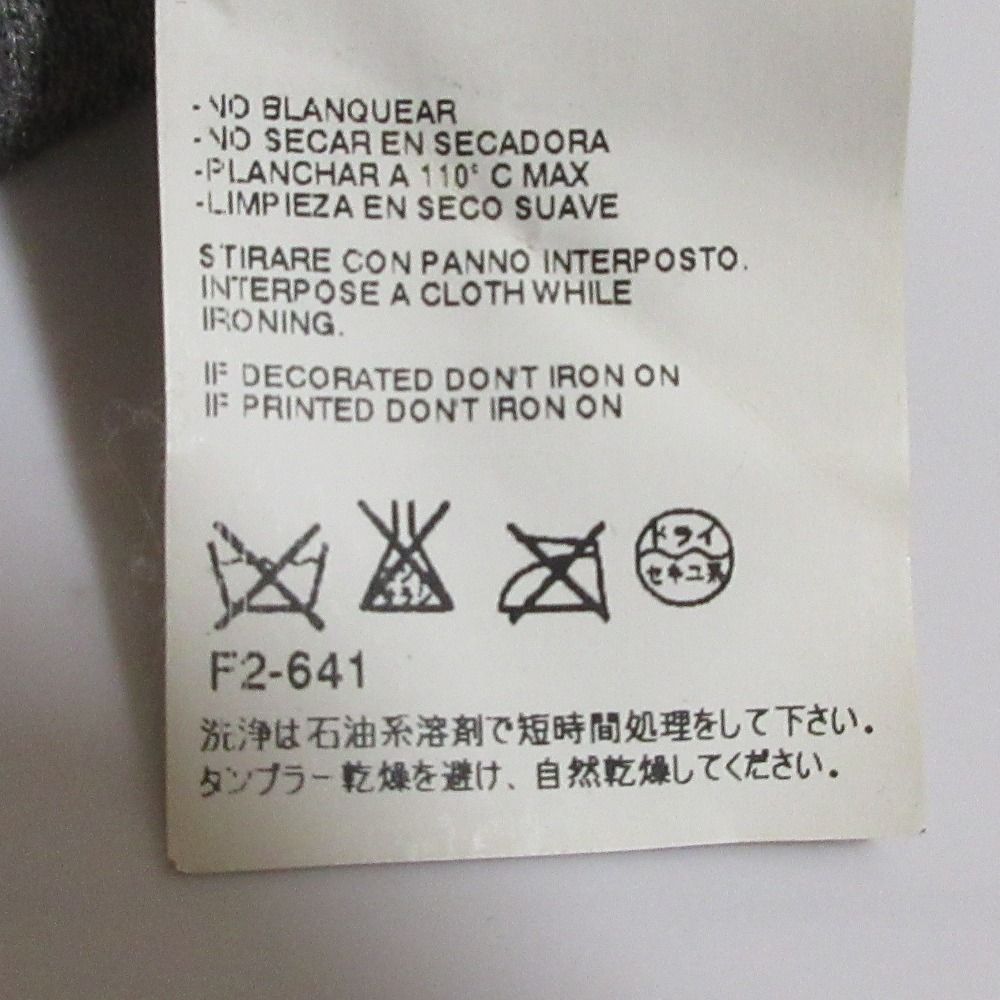 -NO BLANQUEAR
-NO SECAR EN SECADORA
-PLANCHAR A 110° C MAX
-LIMPIEZA EN SECO SUAVE
STIRARE CON PANNO INTERPOSTO.
INTERPOSE A CLOTH WHILE
IRONING.
IF DECORATED DON'T IRON ON
IF PRINTED DON'T IRON ON
ドライ
セキユ系
F2-641
洗浄は石油系溶剤で短時間処理をして下さい。
タンブラー乾燥を避け、自然乾燥してください。